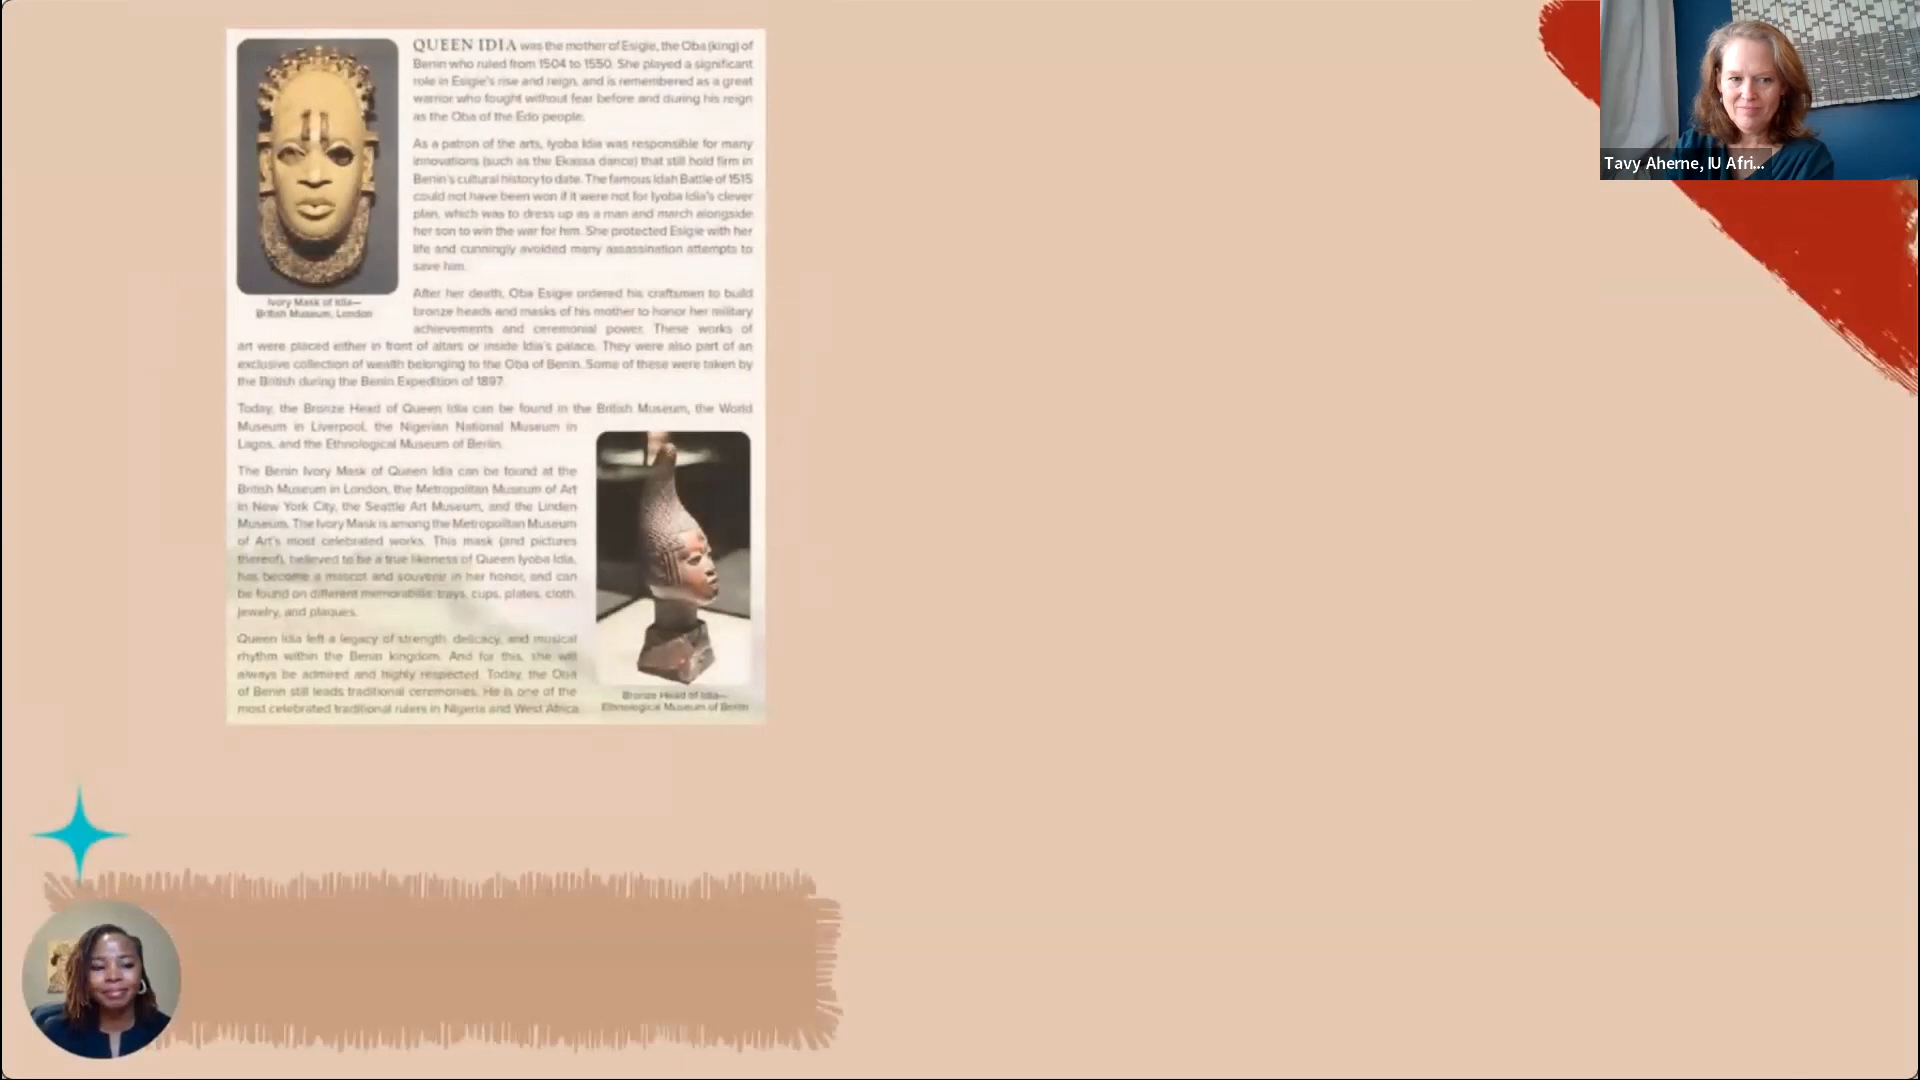 QUEEN IDIA was the mother of Esigie, the Oba (king) of
Benin who ruled from 1504 to 1550. She played a significant
role in Esigie's rise and reign, and is remembered as a great
warrior who fought without fear before and during his reign
as the Oba of the Edo people.
As a patron of the arts, Iyoba Idia was responsible for many
innovations (such as the Ekassa dance) that still hold firm in
Benin's cultural history to date. The famous Idah Battle of 1515
could not have been won if it were not for Iyoba Idia's clever
plan, which was to dress up as a man and march alongside
her son to win the war for him. She protected Esigie with her
life and cunningly avoided many assassination attempts to
save him.
Ivory Mask of Idia—
British Museum, London
After her death, Oba Esigie ordered his craftsmen to build
bronze heads and masks of his mother to honor her military
achievements and ceremonial power. These works of
art were placed either in front of altars or inside Idia's palace. They were also part of an
exclusive collection of wealth belonging to the Oba of Benin. Some of these were taken by
the British during the Benin Expedition of 1897.
Today, the Bronze Head of Queen Idia can be found in the British Museum, the World
Museum in Liverpool, the Nigerian National Museum in
Lagos, and the Ethnological Museum of Berlin.
The Benin Ivory Mask of Queen Idia can be found at the
British Museum in London, the Metropolitan Museum of Art
in New York City, the Seattle Art Museum, and the Linden
Museum. The Ivory Mask is among the Metropolitan Museum
of Art's most celebrated works. This mask (and pictures
thereof), believed to be a true likeness of Queen Iyoba Idia,
has become a mascot and souvenir in her honor, and can
be found on different memorabilia: trays, cups, plates, cloth,
jewelry, and plaques.
Queen Idia left a legacy of strength, delicacy, and musical
rhythm within the Benin kingdom. And for this, she will
always be admired and highly respected. Today, the Oba
of Benin still leads traditional ceremonies. He is one of the
most celebrated traditional rulers in Nigeria and West Africa.
Bronze Head of Idia—
Ethnological Museum of Berlin
Tavy Aherne, IU Afri...